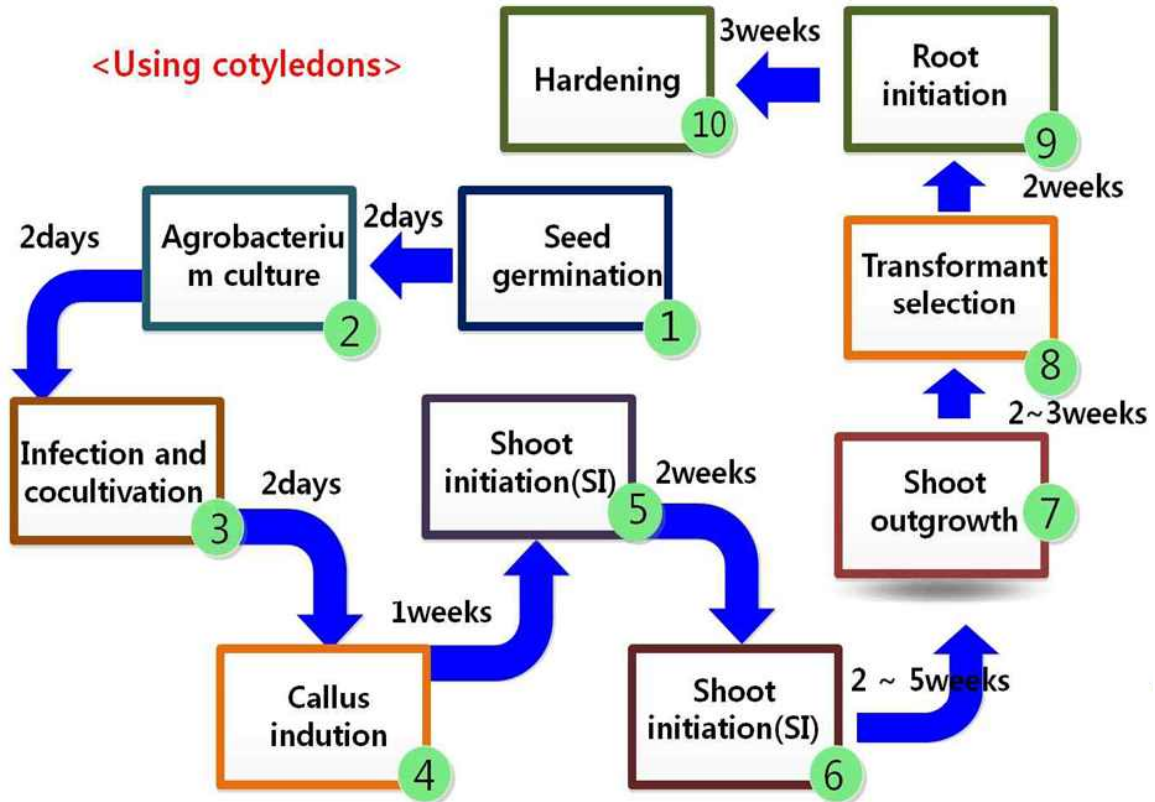 <Using cotyledons>
Seed
germination
1
2days
Agrobacteriu
m culture
2
2days
Infection and
cocultivation
3
2days
Callus
indution
4
1weeks
Shoot
initiation(SI)
5
2weeks
Shoot
initiation(SI)
6
2 ~ 5weeks
Shoot
outgrowth
7
2~3weeks
Transformant
selection
8
2weeks
Root
initiation
9
3weeks
Hardening
10